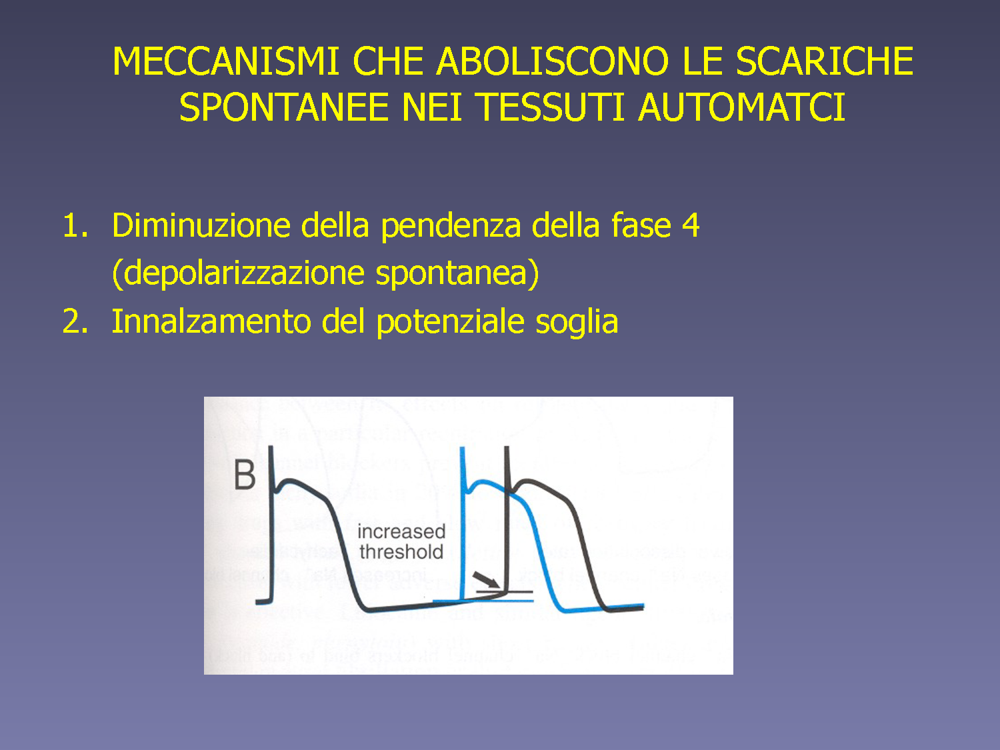 MECCANISMI CHE ABOLISCONO LE SCARICHE
SPONTANEE NEI TESSUTI AUTOMATCI
1. Diminuzione della pendenza della fase 4
(depolarizzazione spontanea)
2. Innalzamento del potenziale soglia
B
increased
threshold